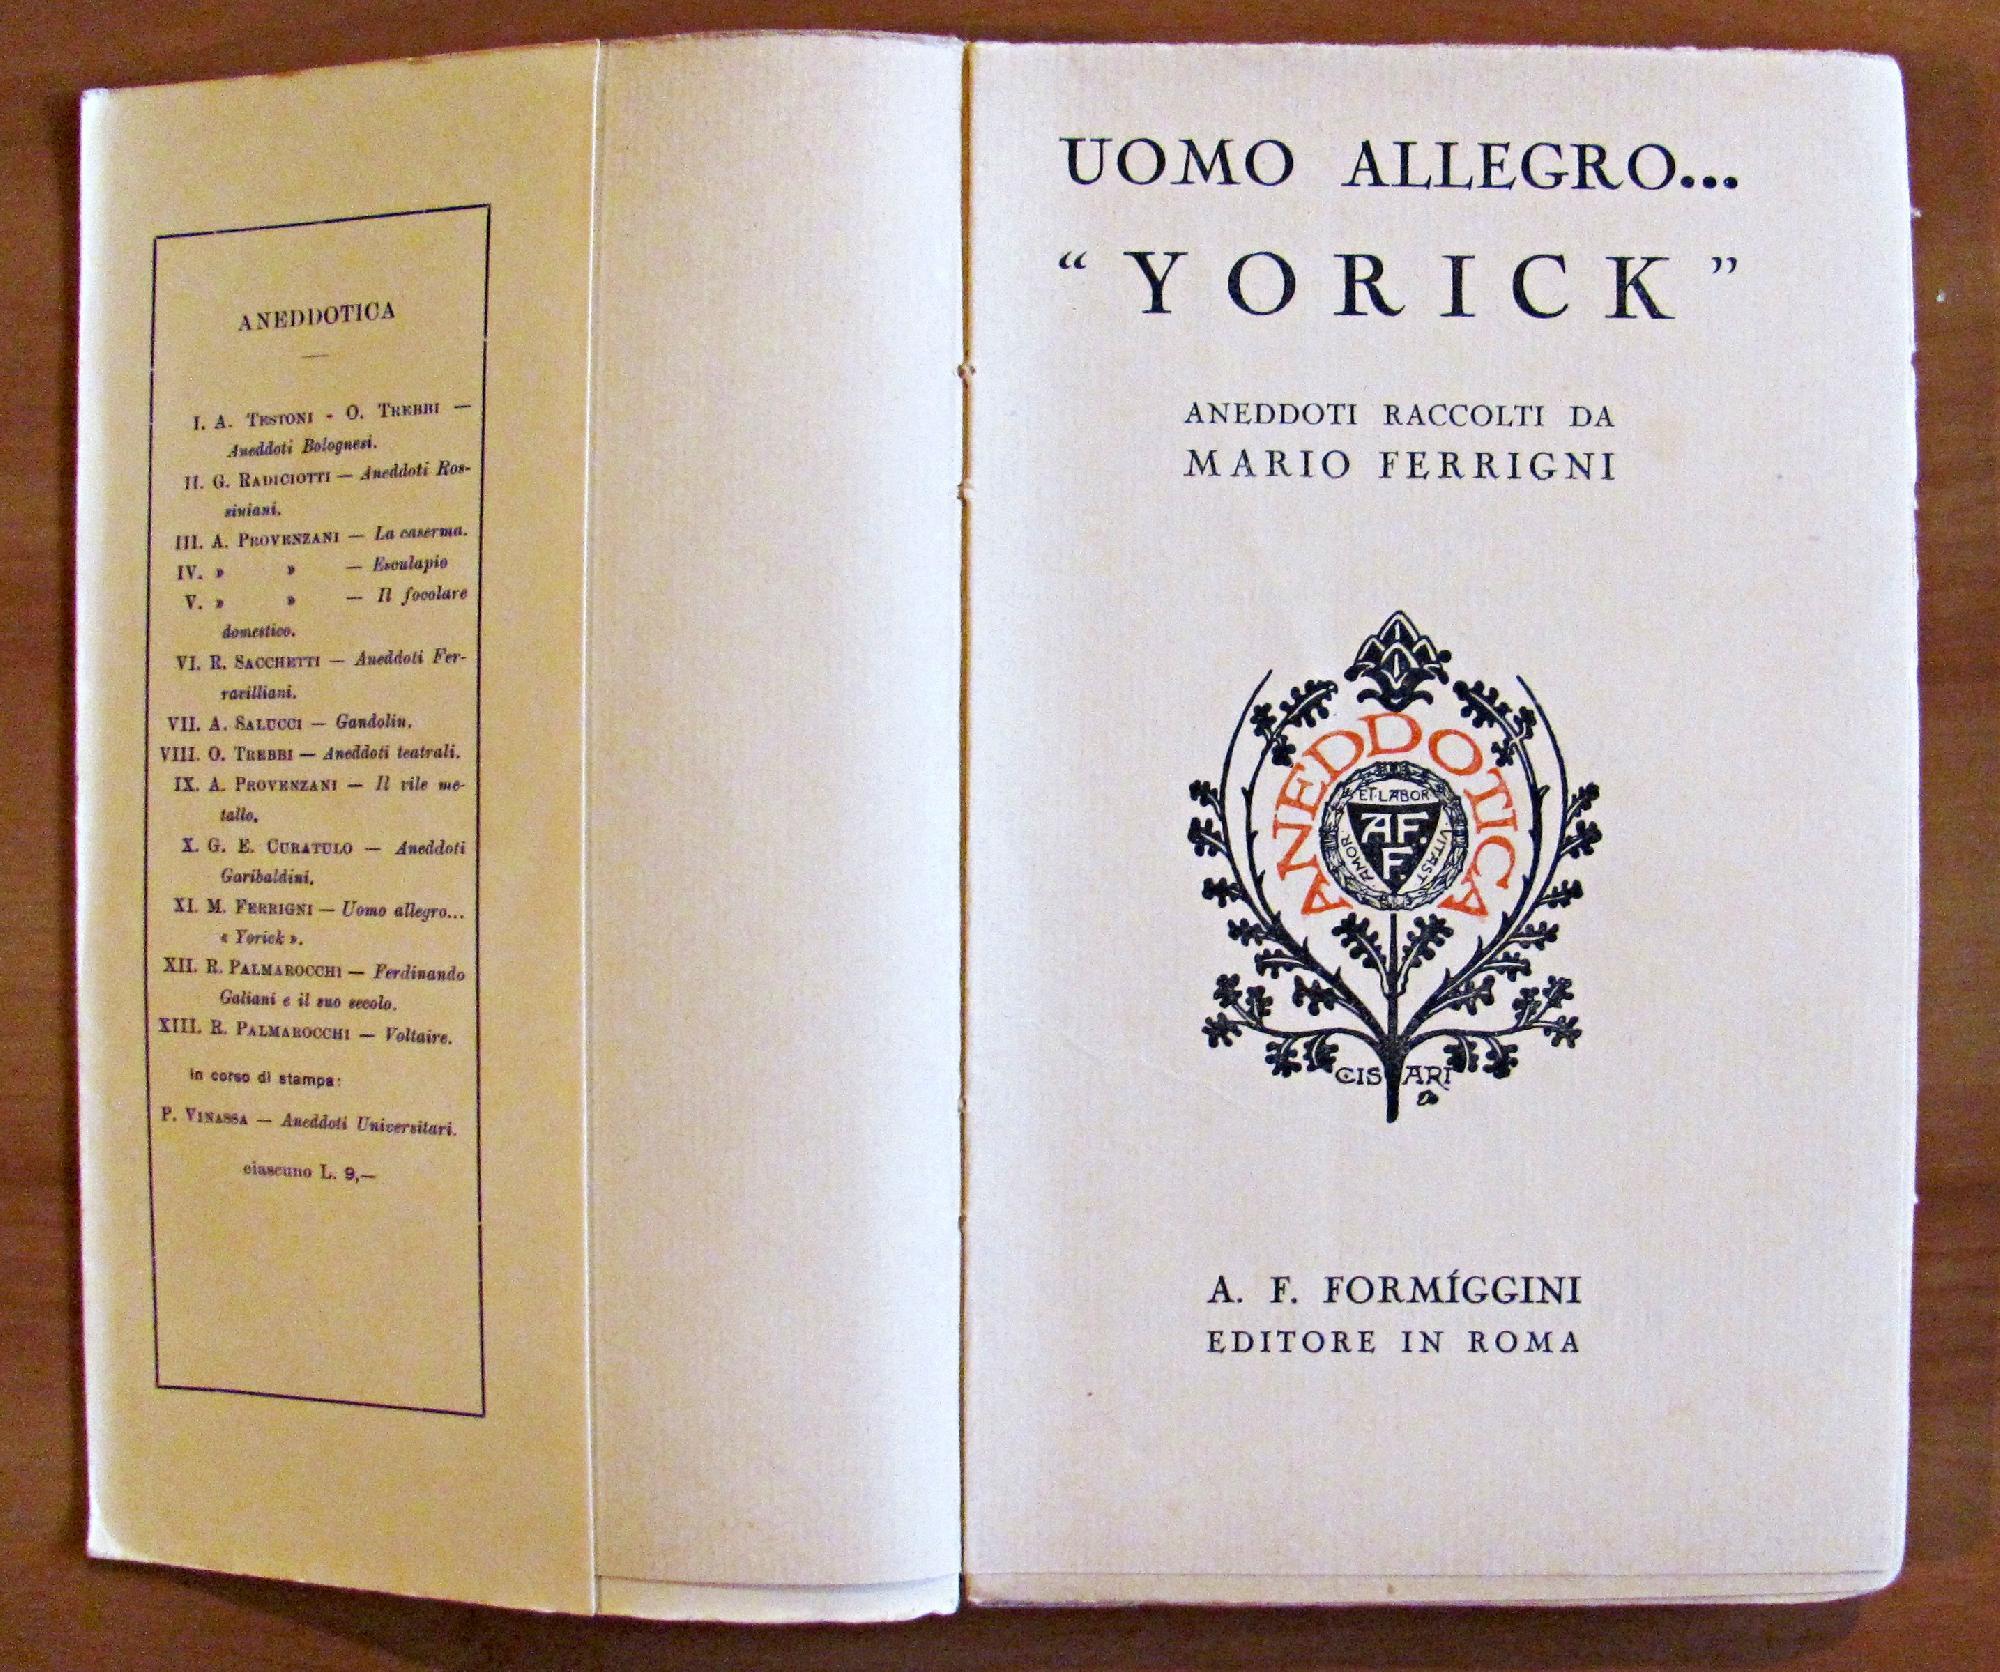 ANEDDOTICA
I. A. TESTONI - O. TREBBI —
Aneddoti Bolognesi.
II. G. RADICIOTTI — Aneddoti Ros-
siniani.
III. A. PROVENZANI — La caserma.
IV. » » — Esculapio
V. » » — Il focolare
domestico.
VI. R. SACCHETTI — Aneddoti Fer-
ravilliani.
VII. A. SALUCCI — Gandolin.
VIII. O. TREBBI — Aneddoti teatrali.
IX. A. PROVENZANI — Il vile me-
tallo.
X. G. E. CURATULO — Aneddoti
Garibaldini.
XI. M. FERRIGNI — Uomo allegro...
« Yorick ».
XII. R. PALMAROCCHI — Ferdinando
Galiani e il suo secolo.
XIII. R. PALMAROCCHI — Voltaire.
In corso di stampa:
P. VINASSA — Aneddoti Universitari.
ciascuno L. 9,—
UOMO ALLEGRO...
“YORICK”
ANEDDOTI RACCOLTI DA
MARIO FERRIGNI
ANEDDOTICA
AMOR ET·LABOR VITAST
A.F.
F.
CISARI
A. F. FORMÍGGINI
EDITORE IN ROMA